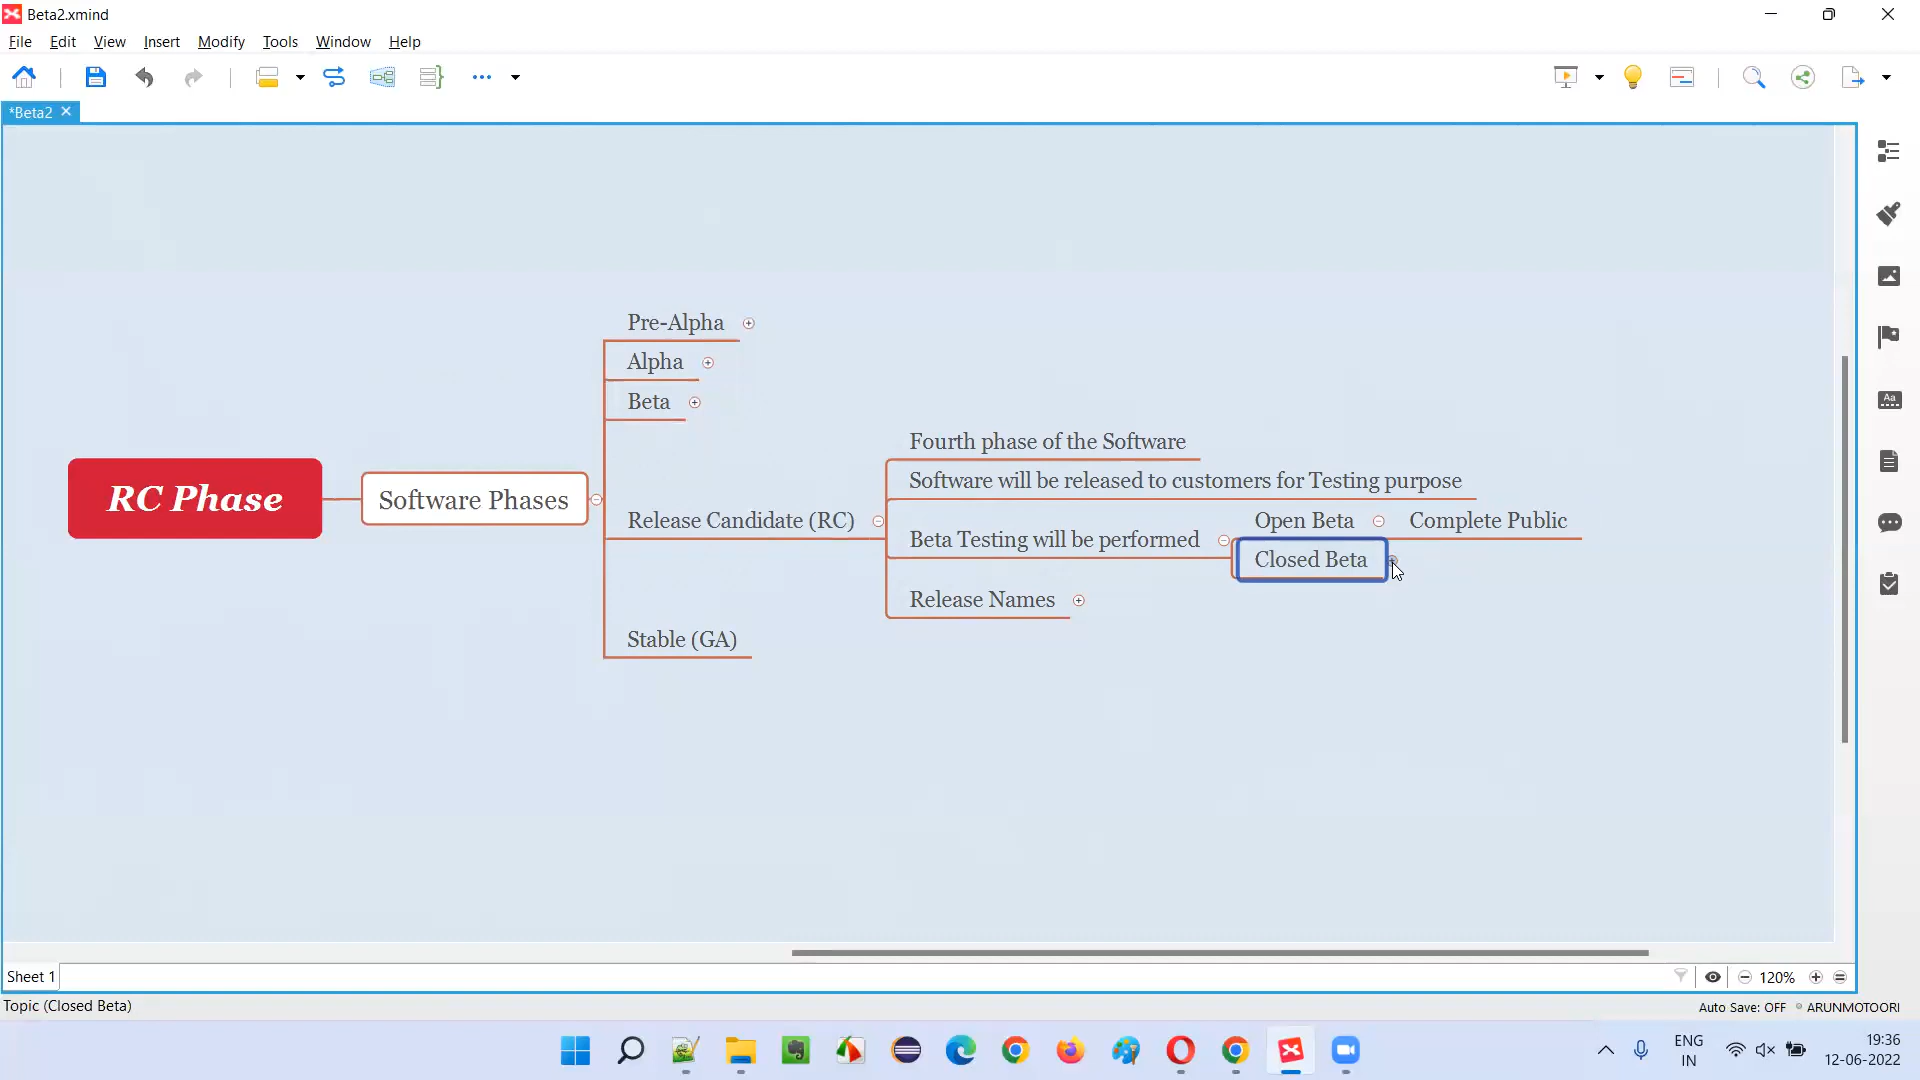 Beta2.xmind
File Edit View Insert Modify Tools Window Help
*Beta2
Pre-Alpha
Alpha
Beta
Fourth phase of the Software
Software will be released to customers for Testing purpose
RC Phase
Software Phases
Release Candidate (RC)
Open Beta
Complete Public
Beta Testing will be performed
Closed Beta
Release Names
Stable (GA)
Aa
Sheet 1
120%
Topic (Closed Beta)
Auto Save: OFF
ARUNMOTOORI
ENG
IN
19:36
12-06-2022